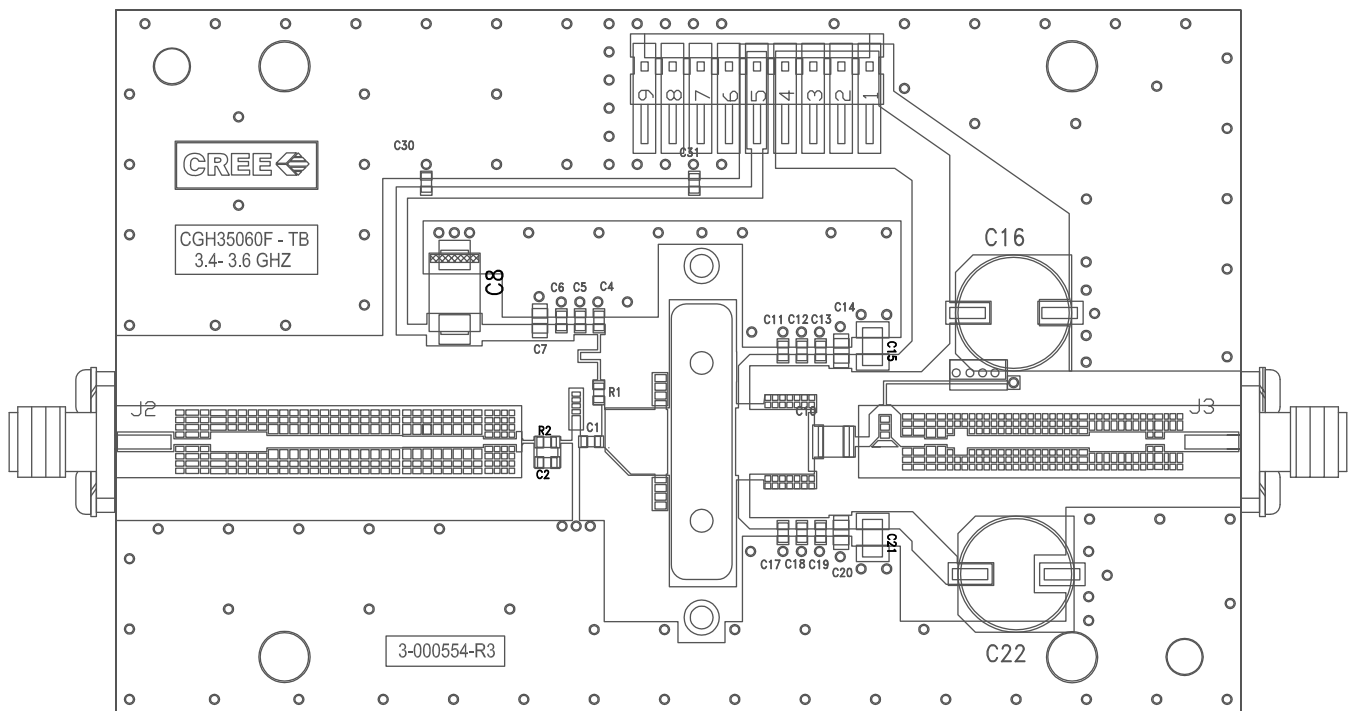 9 8 7 6 5 4 3 2 1
C30
C31
CREE
CGH35060F - TB
3.4- 3.6 GHZ
C16
C8
C6 C5 C4
C7
C11 C12 C13 C14
C15
R1
J2
J3
C10
R2
C1
C2
C17 C18 C19 C20
C21
3-000554-R3
C22